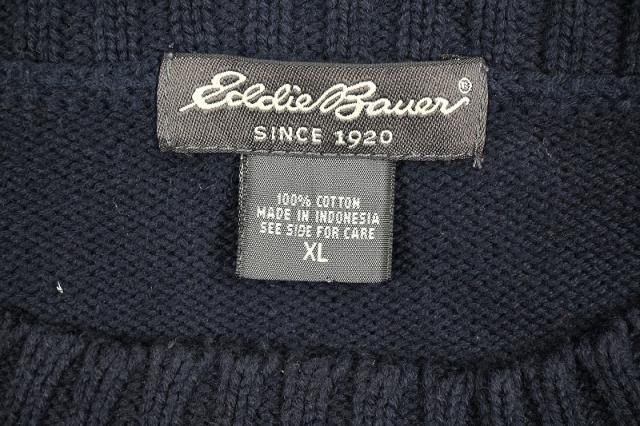 Eddie Bauer®
SINCE 1920
100% COTTON
MADE IN INDONESIA
SEE SIDE FOR CARE
XL